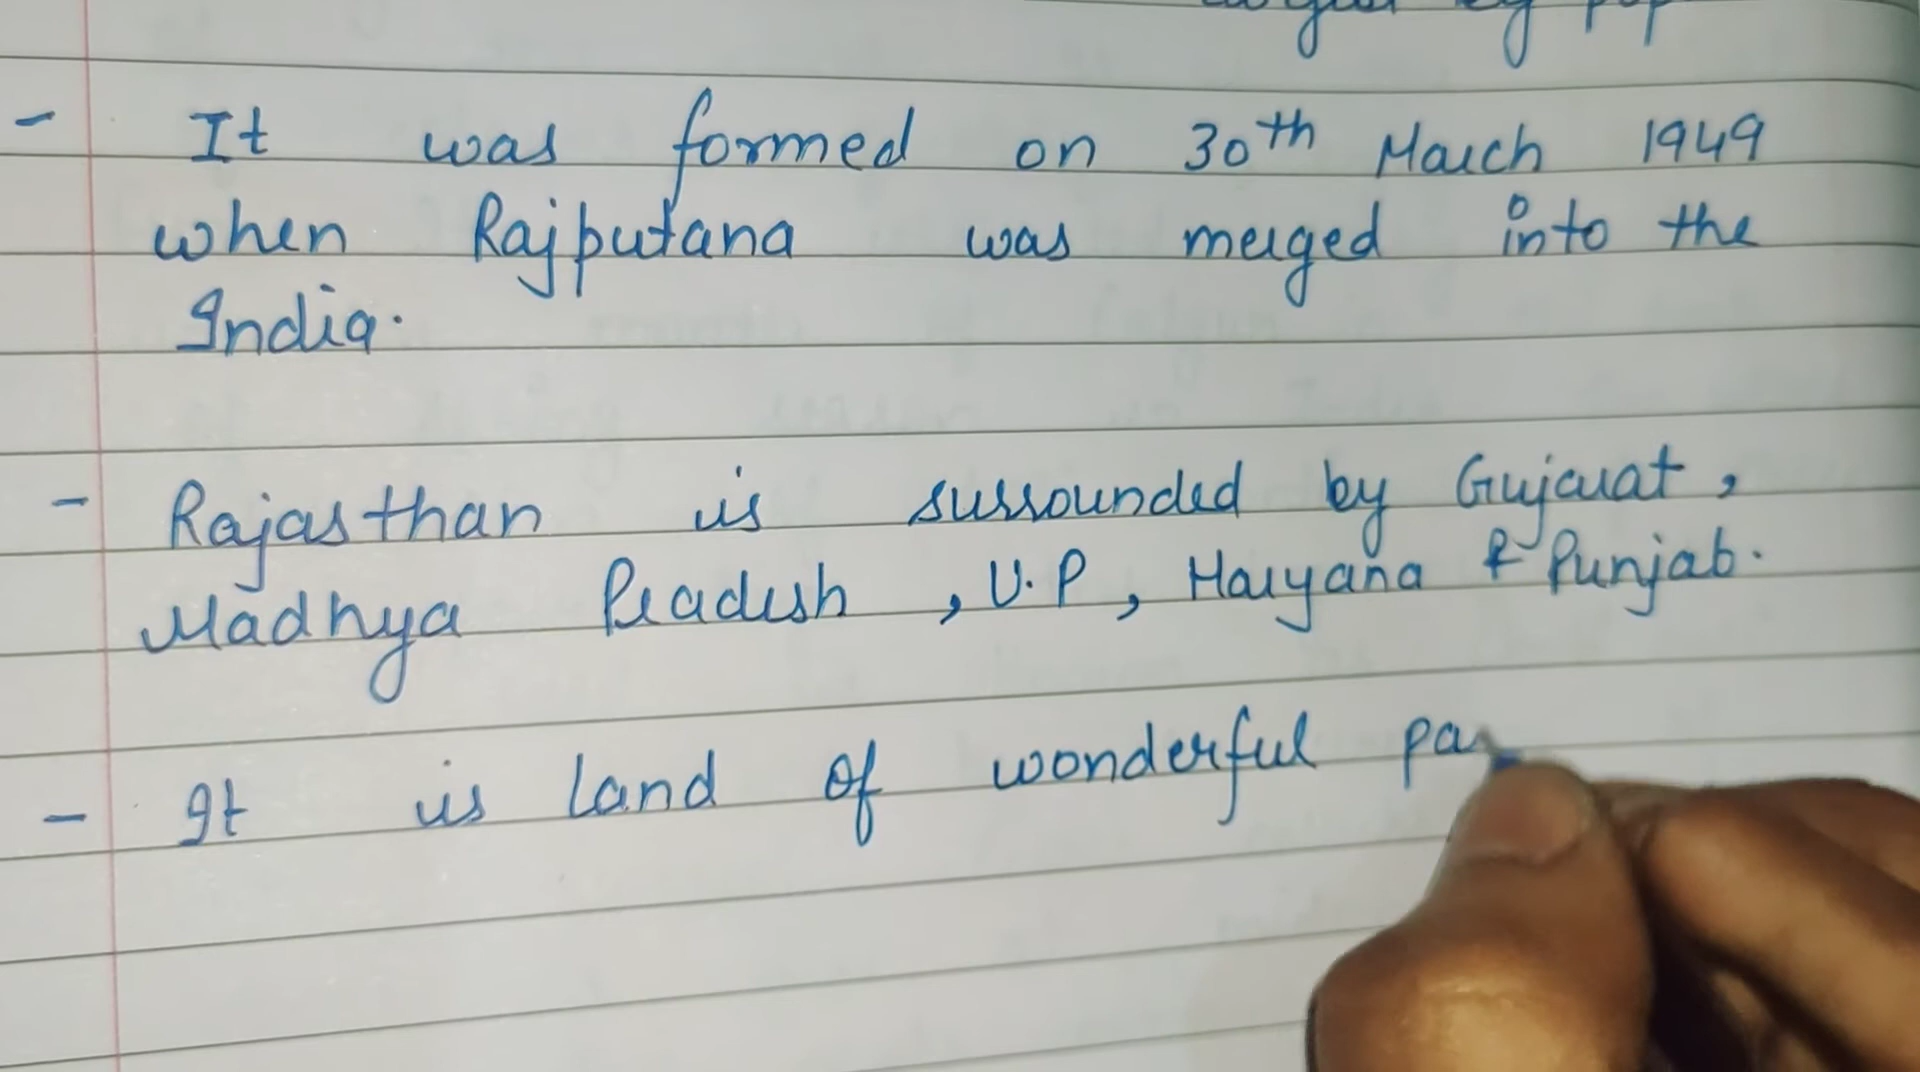 - It was formed on 30th March 1949
when Rajputana was merged into the
India.
- Rajasthan is surrounded by Gujarat,
Madhya Pradesh, U.P, Haryana & Punjab.
- It is land of wonderful